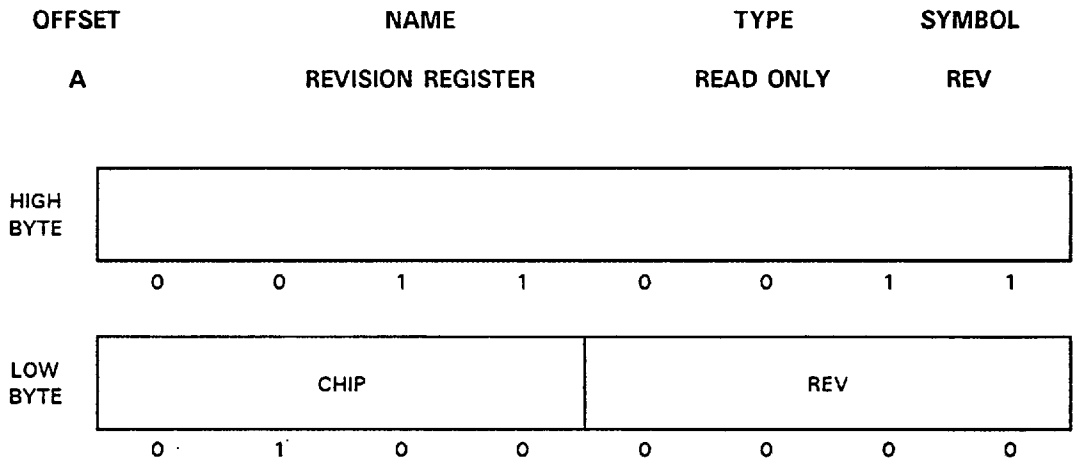 OFFSET NAME TYPE SYMBOL
A REVISION REGISTER READ ONLY REV
HIGH
BYTE
0 0 1 1 0 0 1 1
LOW
BYTE
CHIP REV
0 1 0 0 0 0 0 0